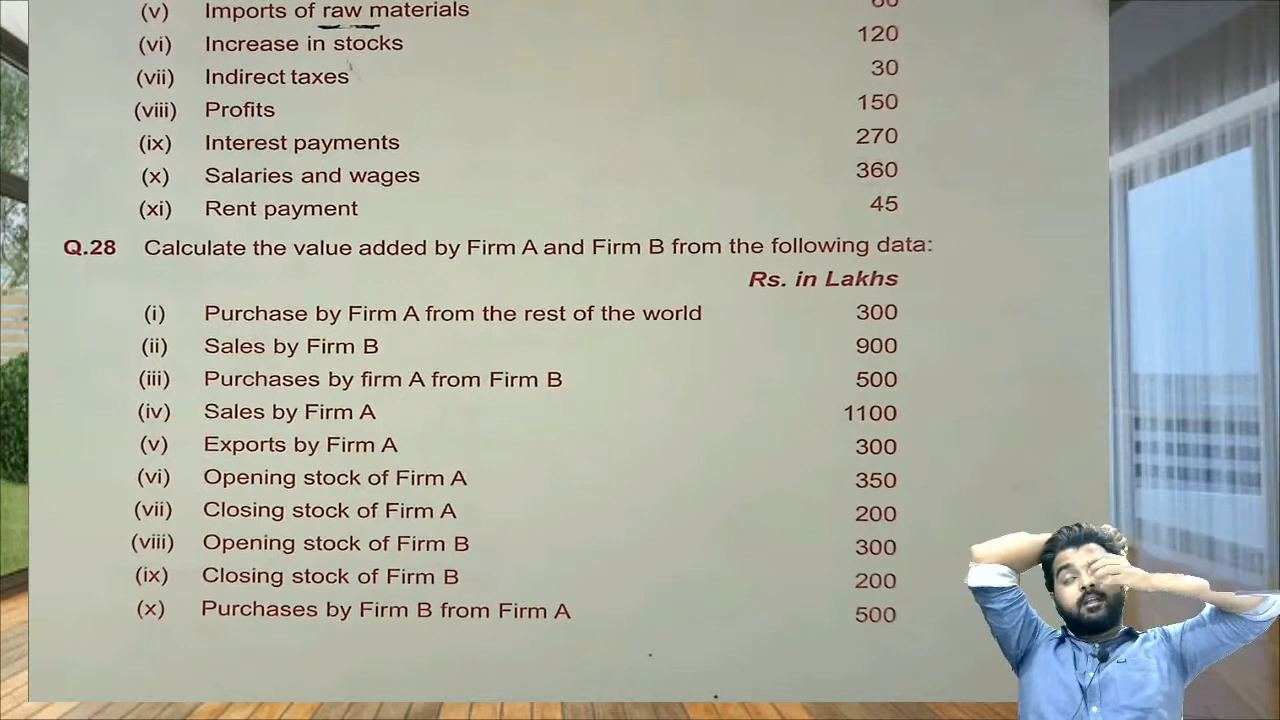 (v) Imports of raw materials 60
(vi) Increase in stocks 120
(vii) Indirect taxes 30
(viii) Profits 150
(ix) Interest payments 270
(x) Salaries and wages 360
(xi) Rent payment 45
Q.28 Calculate the value added by Firm A and Firm B from the following data:
Rs. in Lakhs
(i) Purchase by Firm A from the rest of the world 300
(ii) Sales by Firm B 900
(iii) Purchases by firm A from Firm B 500
(iv) Sales by Firm A 1100
(v) Exports by Firm A 300
(vi) Opening stock of Firm A 350
(vii) Closing stock of Firm A 200
(viii) Opening stock of Firm B 300
(ix) Closing stock of Firm B 200
(x) Purchases by Firm B from Firm A 500